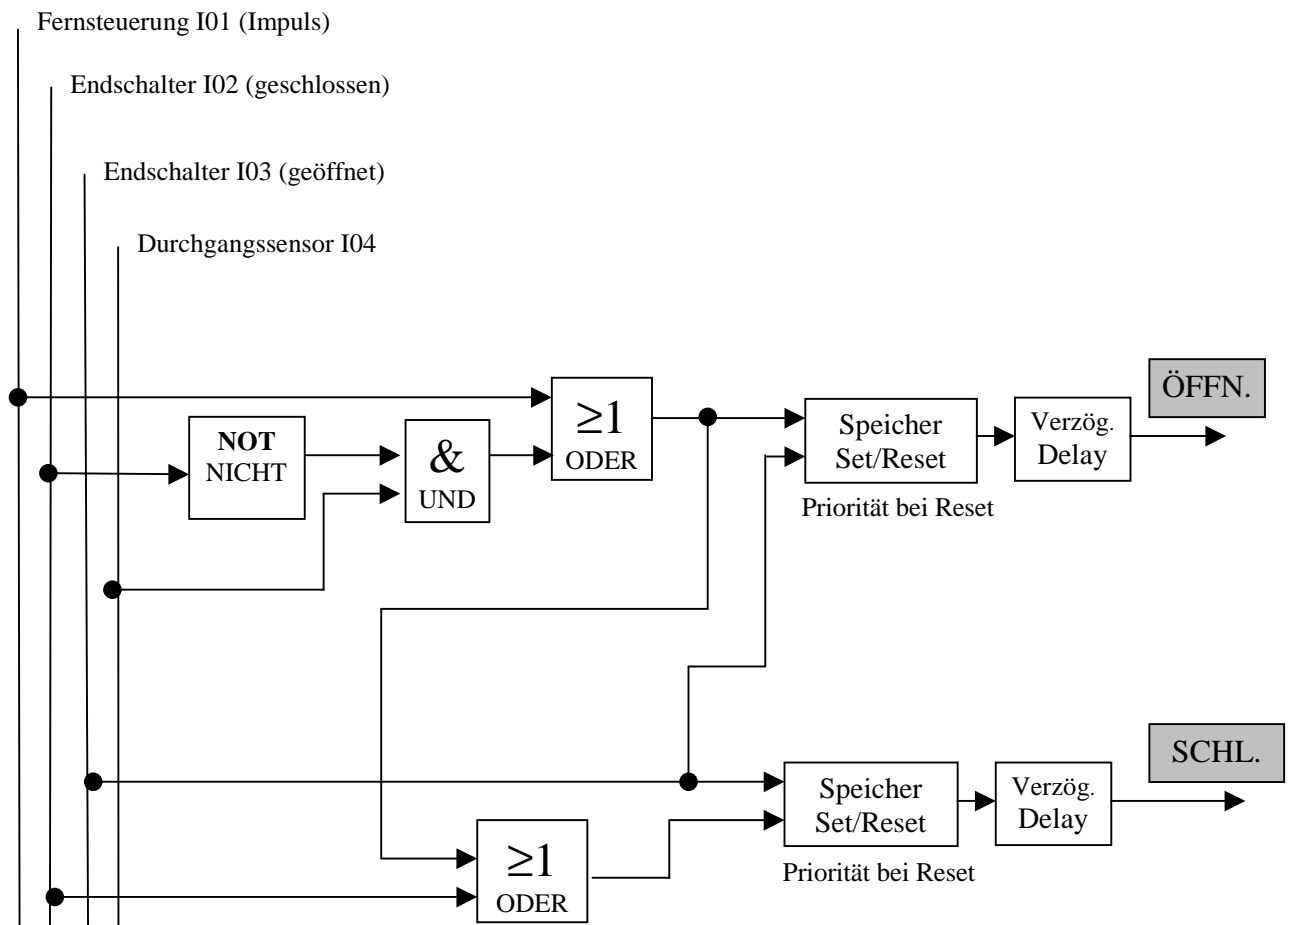 Fernsteuerung I01 (Impuls)
Endschalter I02 (geschlossen)
Endschalter I03 (geöffnet)
Durchgangssensor I04
ÖFFN.
≥1
ODER
Speicher
Set/Reset
Verzög.
Delay
NOT
NICHT
&
UND
Priorität bei Reset
SCHL.
Speicher
Set/Reset
Verzög.
Delay
≥1
ODER
Priorität bei Reset